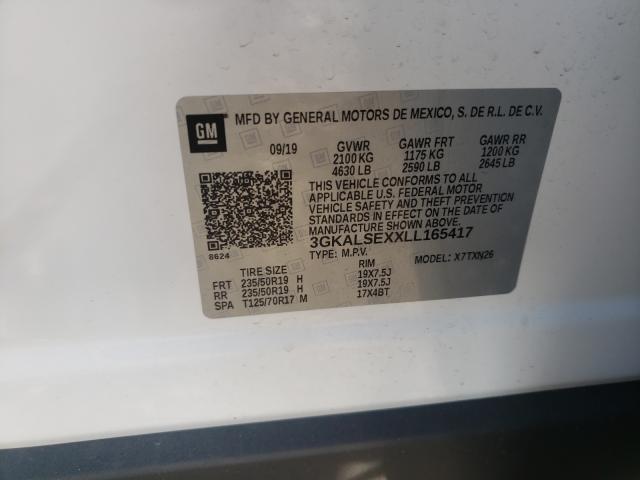 GM
MFD BY GENERAL MOTORS DE MEXICO, S. DE R.L. DE C.V.
09/19 GVWR GAWR FRT GAWR RR
2100 KG 1175 KG 1200 KG
4630 LB 2590 LB 2645 LB
THIS VEHICLE CONFORMS TO ALL
APPLICABLE U.S. FEDERAL MOTOR
VEHICLE SAFETY AND THEFT PREVENTION
STANDARDS IN EFFECT ON THE DATE OF
MANUFACTURE SHOWN ABOVE.
3GKALSEXXLL165417
8624 TYPE: M.P.V. MODEL: X7TXN26
TIRE SIZE RIM
FRT 235/50R19 H 19X7.5J
RR 235/50R19 H 19X7.5J
SPA T125/70R17 M 17X4BT